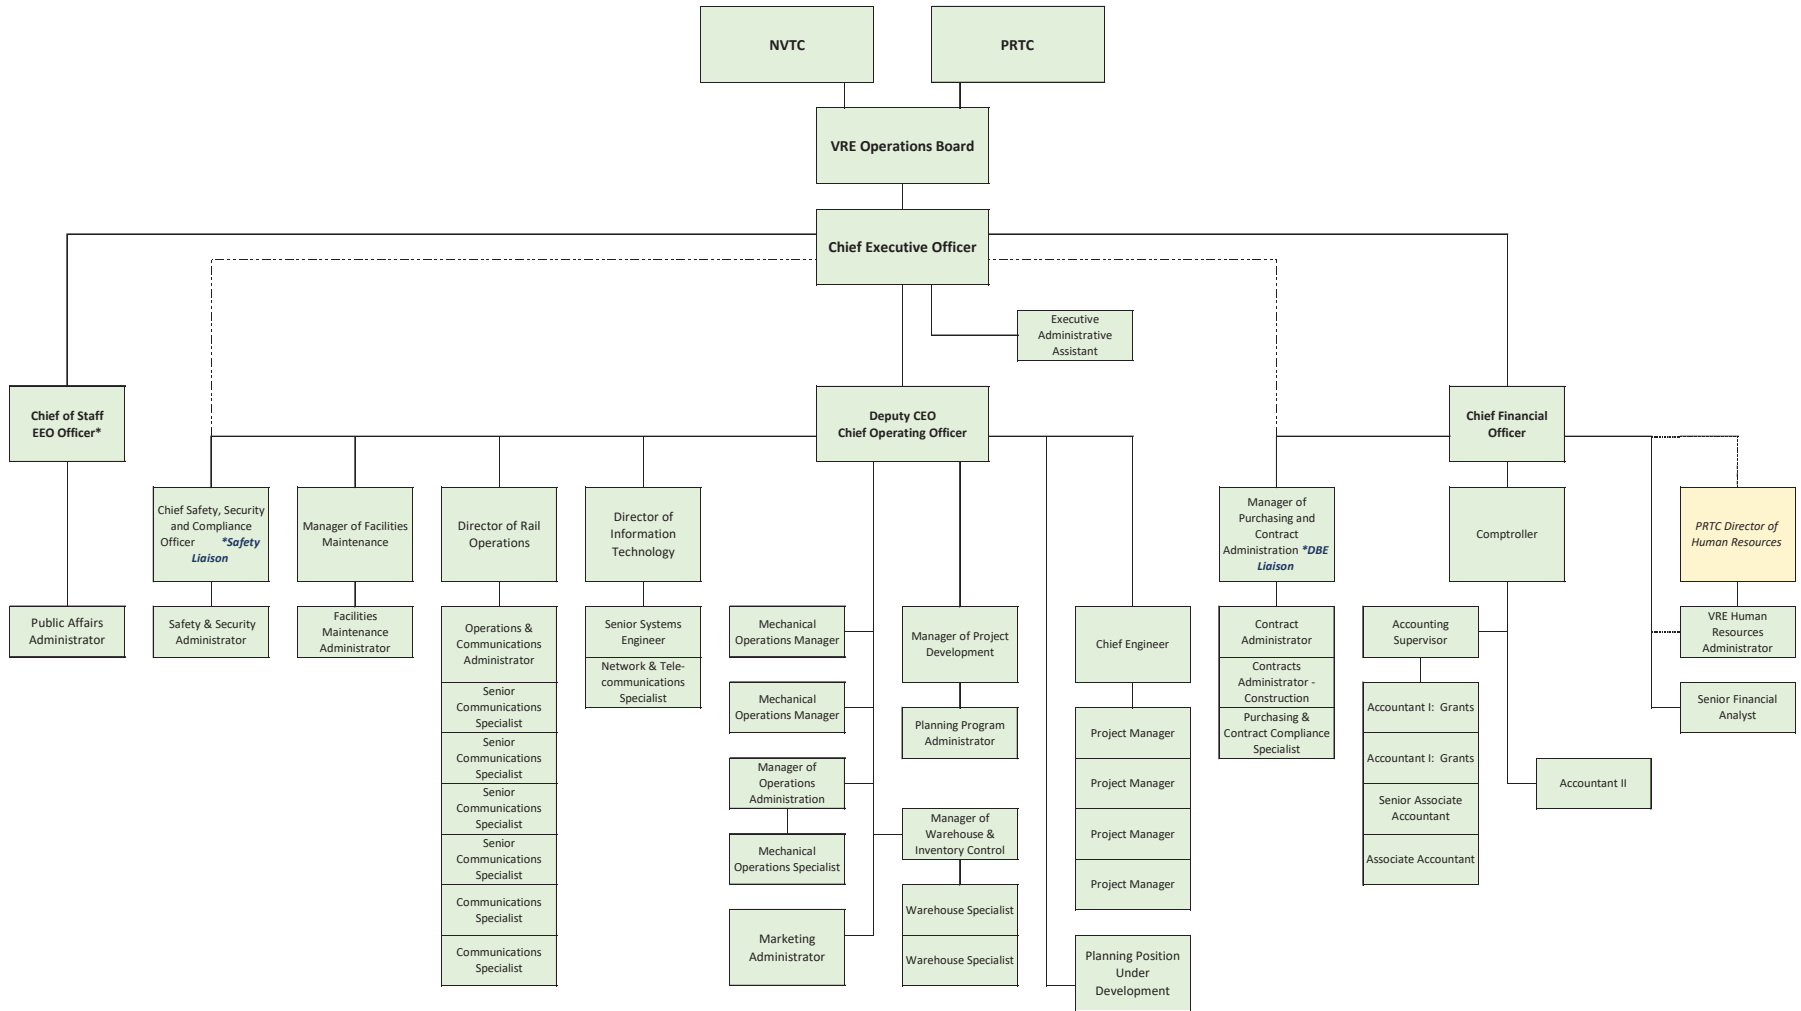 NVTC
PRTC
VRE Operations Board
Chief Executive Officer
Executive
Administrative
Assistant
Chief of Staff
EEO Officer*
Deputy CEO
Chief Operating Officer
Chief Financial
Officer
Chief Safety, Security
and Compliance
Officer *Safety
Liaison
Manager of Facilities
Maintenance
Director of Rail
Operations
Director of
Information
Technology
Manager of
Purchasing and
Contract
Administration *DBE
Liaison
Comptroller
PRTC Director of
Human Resources
Public Affairs
Administrator
Safety & Security
Administrator
Facilities
Maintenance
Administrator
Operations &
Communications
Administrator
Senior
Communications
Specialist
Senior
Communications
Specialist
Senior
Communications
Specialist
Senior
Communications
Specialist
Communications
Specialist
Communications
Specialist
Senior Systems
Engineer
Network & Tele-
communications
Specialist
Mechanical
Operations Manager
Mechanical
Operations Manager
Manager of
Operations
Administration
Mechanical
Operations Specialist
Marketing
Administrator
Manager of Project
Development
Planning Program
Administrator
Manager of
Warehouse &
Inventory Control
Warehouse Specialist
Warehouse Specialist
Chief Engineer
Project Manager
Project Manager
Project Manager
Project Manager
Planning Position
Under
Development
Contract
Administrator
Contracts
Administrator -
Construction
Purchasing &
Contract Compliance
Specialist
Accounting
Supervisor
Accountant I: Grants
Accountant I: Grants
Senior Associate
Accountant
Associate Accountant
Accountant II
VRE Human
Resources
Administrator
Senior Financial
Analyst